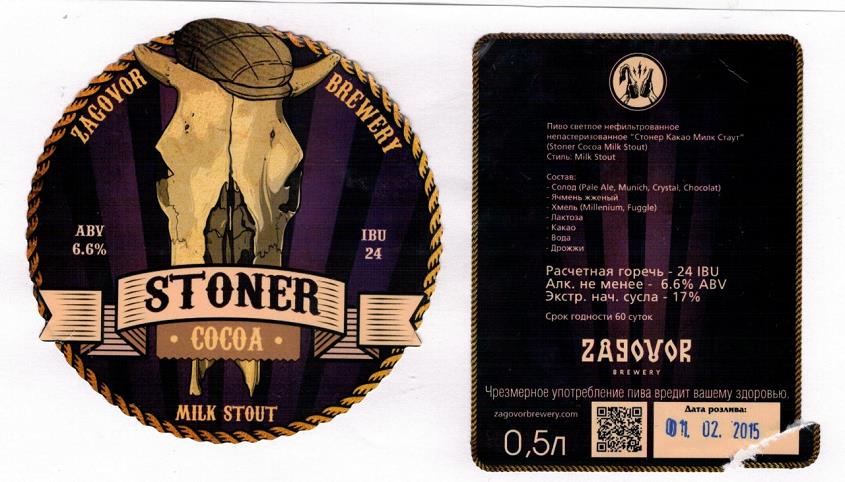 ZAGOVOR BREWERY
ABV
6.6%
IBU
24
STONER
COCOA
MILK STOUT
Пиво светлое нефильтрованное
непастеризованное "Стонер Какао Милк Стаут"
(Stoner Cocoa Milk Stout)
Стиль: Milk Stout
Состав:
- Солод (Pale Ale, Munich, Crystal, Chocolat)
- Ячмень жженый
- Хмель (Millenium, Fuggle)
- Лактоза
- Какао
- Вода
- Дрожжи
Расчетная горечь - 24 IBU
Алк. не менее - 6.6% ABV
Экстр. нач. сусла - 17%
Срок годности 60 суток
ZAGOVOR
BREWERY
Чрезмерное употребление пива вредит вашему здоровью.
zagovorbrewery.com
0,5л
Дата розлива:
02. 2015